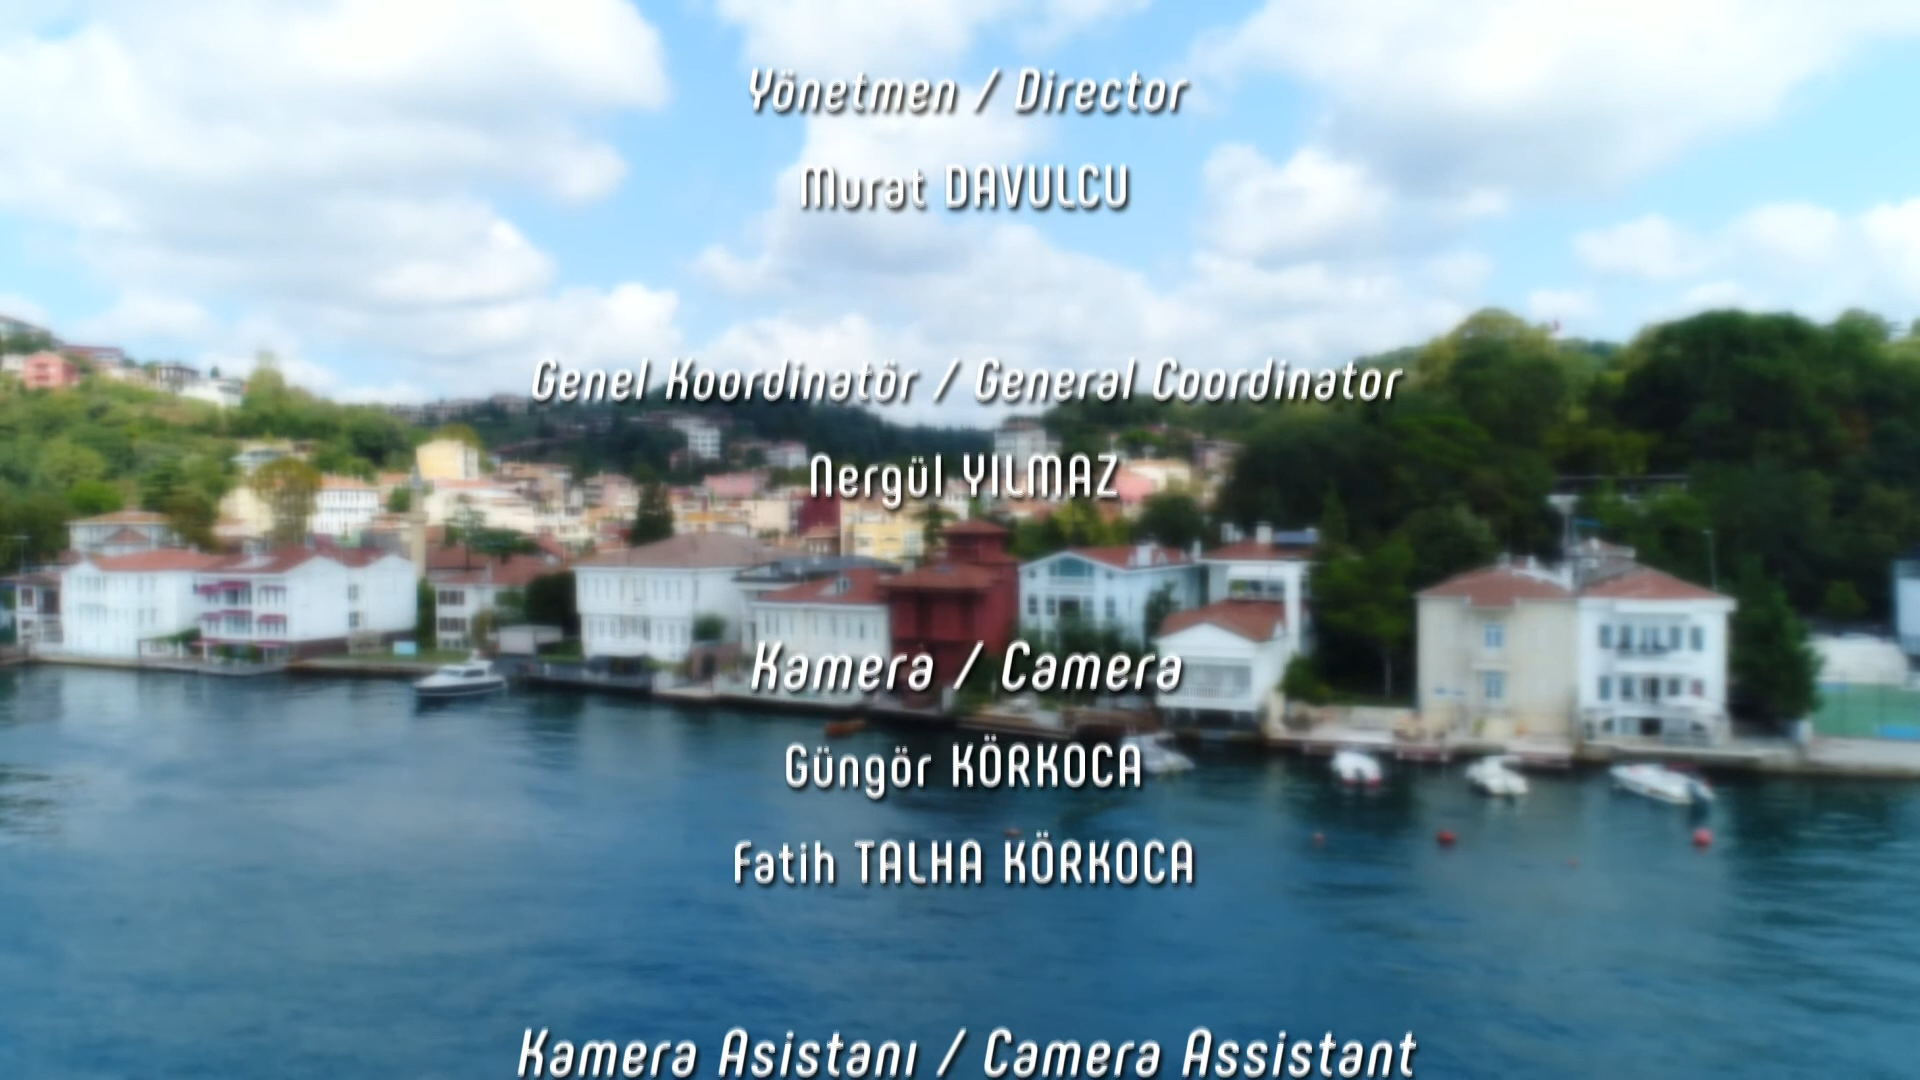 Yönetmen / Director
Murat DAVULCU
Genel Koordinatör / General Coordinator
Nergül YILMAZ
Kamera / Camera
Güngör KÖRKOCA
Fatih TALHA KÖRKOCA
Kamera Asistanı / Camera Assistant